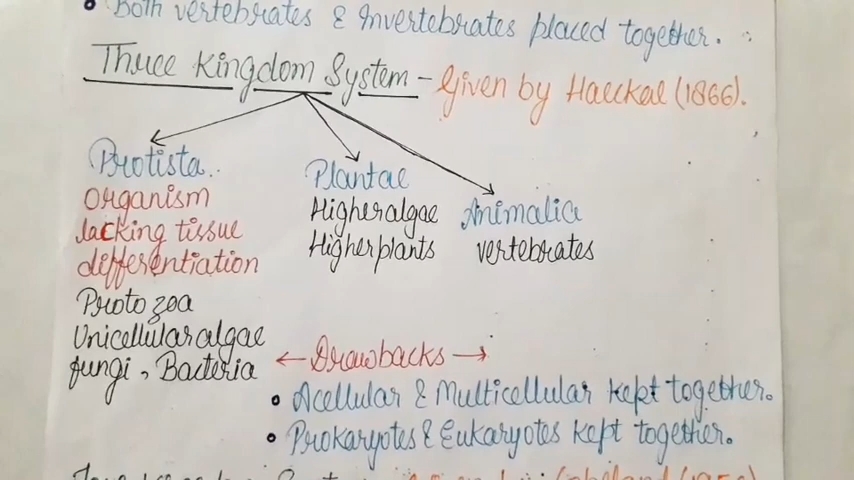 • Both vertebrates & Invertebrates placed together.
Three Kingdom System - Given by Haeckal (1866).
Protista.
Organism
lacking tissue
differentiation
Protozoa
Unicellular algae
fungi, Bacteria
Plantae
Higher algae
Higher plants
Animalia
vertebrates
← Drawbacks →
• Acellular & Multicellular kept together.
• Prokaryotes & Eukaryotes kept together.